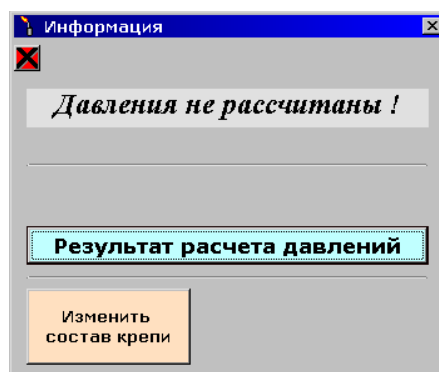 Информация
Давления не рассчитаны !
Результат расчета давлений
Изменить
состав крепи